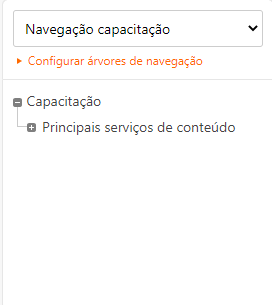 Navegação capacitação
Configurar árvores de navegação
Capacitação
Principais serviços de conteúdo